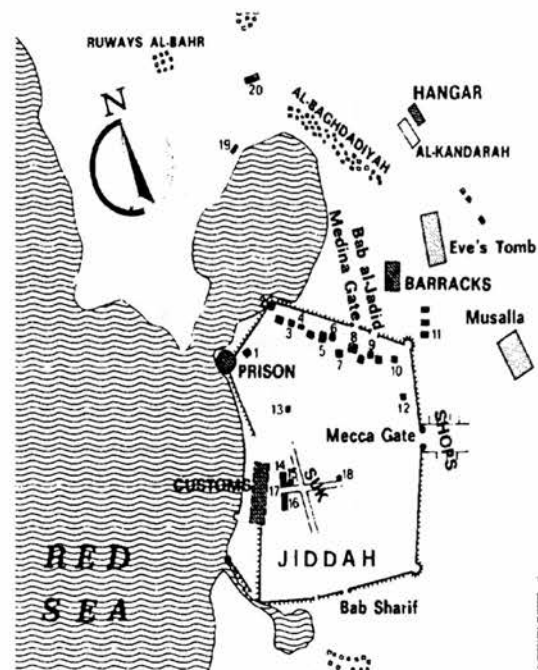 RUWAYS AL-BAHR
20
N
AL-BAGHDADIYAH
HANGAR
AL-KANDARAH
19
Eve's Tomb
Bab al-Jadid
Medina Gate
BARRACKS
Musalla
3
4
5
6
7
8
9
10
11
1
PRISON
12
13
Mecca Gate
SHOPS
14
15
SUK
18
CUSTOMS
17
16
RED
SEA
JIDDAH
Bab Sharif